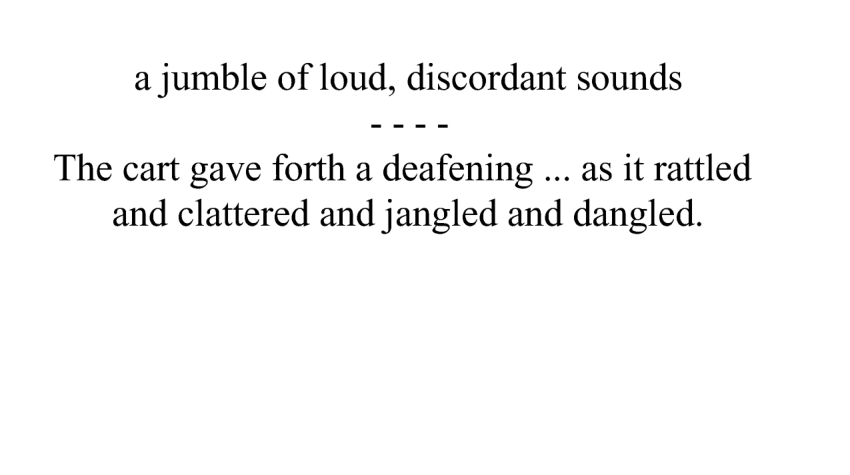 a jumble of loud, discordant sounds
- - - -
The cart gave forth a deafening ... as it rattled
and clattered and jangled and dangled.